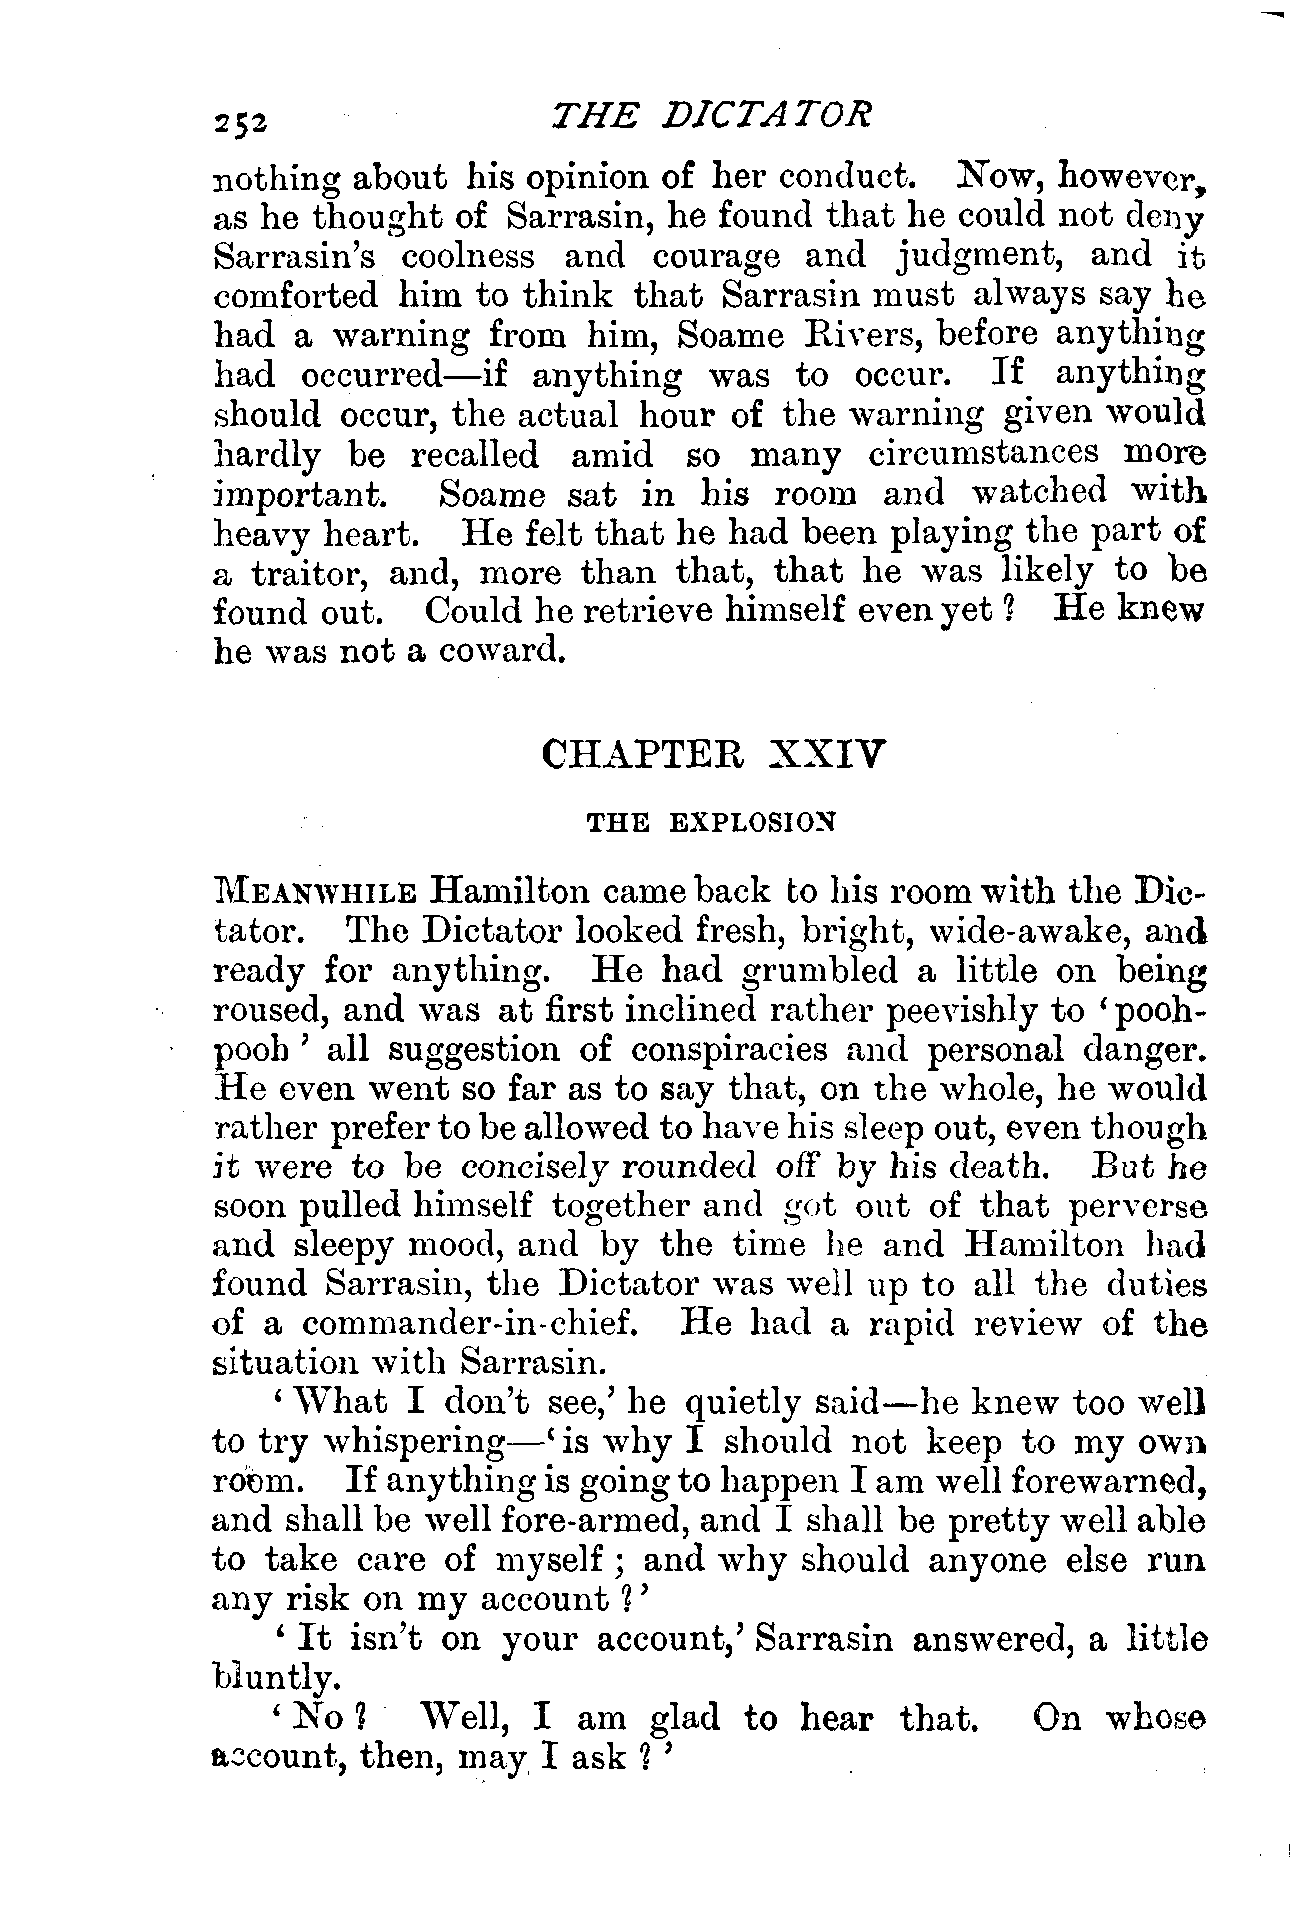 252 THE DICTATOR
nothing about his opinion of her conduct. Now, however,
as he thought of Sarrasin, he found that he could not deny
Sarrasin's coolness and courage and judgment, and it
comforted him to think that Sarrasin must always say he
had a warning from him, Soame Rivers, before anything
had occurred—if anything was to occur. If anything
should occur, the actual hour of the warning given would
hardly be recalled amid so many circumstances more
important. Soame sat in his room and watched with
heavy heart. He felt that he had been playing the part of
a traitor, and, more than that, that he was likely to be
found out. Could he retrieve himself even yet? He knew
he was not a coward.
CHAPTER XXIV
THE EXPLOSION
MEANWHILE Hamilton came back to his room with the Dic-
tator. The Dictator looked fresh, bright, wide-awake, and
ready for anything. He had grumbled a little on being
roused, and was at first inclined rather peevishly to 'pooh-
pooh' all suggestion of conspiracies and personal danger.
He even went so far as to say that, on the whole, he would
rather prefer to be allowed to have his sleep out, even though
it were to be concisely rounded off by his death. But he
soon pulled himself together and got out of that perverse
and sleepy mood, and by the time he and Hamilton had
found Sarrasin, the Dictator was well up to all the duties
of a commander-in-chief. He had a rapid review of the
situation with Sarrasin.
'What I don't see,' he quietly said—he knew too well
to try whispering—'is why I should not keep to my own
room. If anything is going to happen I am well forewarned,
and shall be well fore-armed, and I shall be pretty well able
to take care of myself; and why should anyone else run
any risk on my account?'
'It isn't on your account,' Sarrasin answered, a little
bluntly.
'No? Well, I am glad to hear that. On whose
account, then, may I ask?'